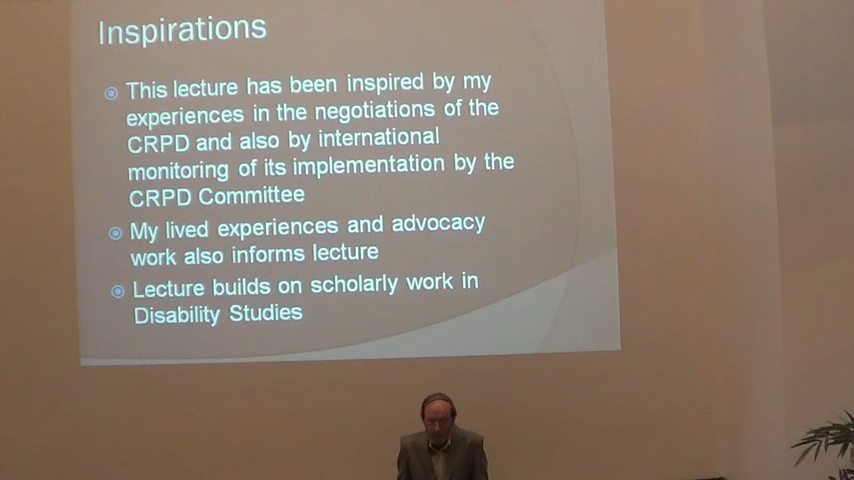 Inspirations
This lecture has been inspired by my
experiences in the negotiations of the
CRPD and also by international
monitoring of its implementation by the
CRPD Committee
My lived experiences and advocacy
work also informs lecture
Lecture builds on scholarly work in
Disability Studies